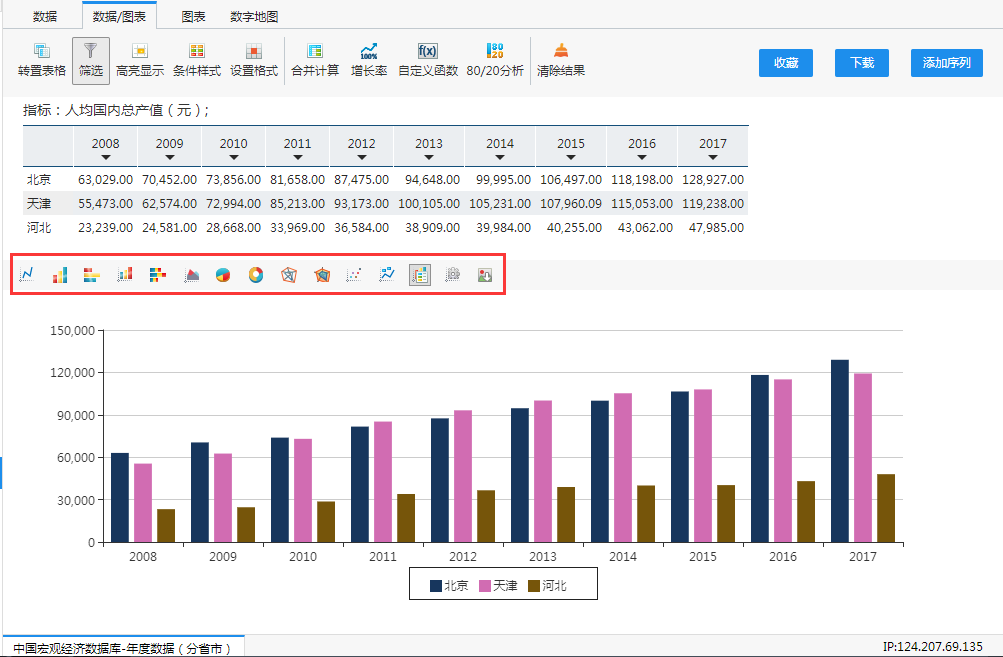 数据 数据/图表 图表 数字地图
转置表格 筛选 高亮显示 条件样式 设置格式 合并计算 100% 增长率 f(x) 自定义函数 80 20 80/20分析 清除结果 收藏 下载 添加序列
指标：人均国内总产值（元）;
2008 2009 2010 2011 2012 2013 2014 2015 2016 2017
北京 63,029.00 70,452.00 73,856.00 81,658.00 87,475.00 94,648.00 99,995.00 106,497.00 118,198.00 128,927.00
天津 55,473.00 62,574.00 72,994.00 85,213.00 93,173.00 100,105.00 105,231.00 107,960.09 115,053.00 119,238.00
河北 23,239.00 24,581.00 28,668.00 33,969.00 36,584.00 38,909.00 39,984.00 40,255.00 43,062.00 47,985.00
150,000
120,000
90,000
60,000
30,000
0
2008 2009 2010 2011 2012 2013 2014 2015 2016 2017
北京 天津 河北
中国宏观经济数据库-年度数据（分省市） IP:124.207.69.135